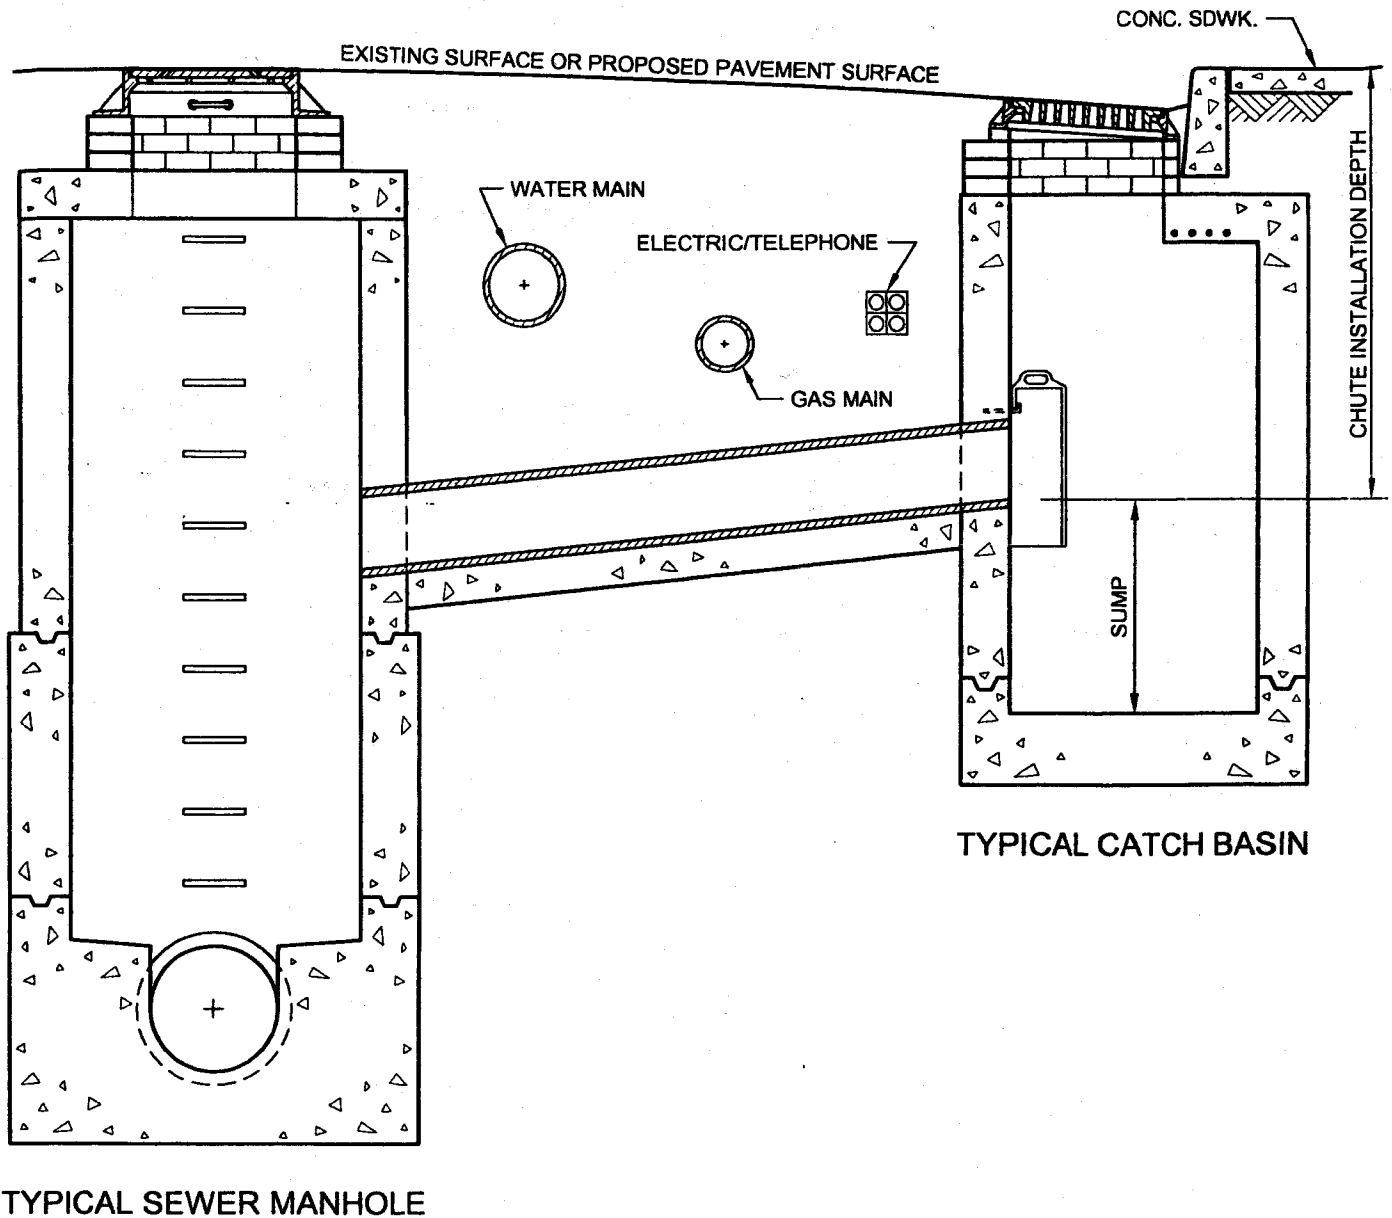 CONC. SDWK.
EXISTING SURFACE OR PROPOSED PAVEMENT SURFACE
WATER MAIN
ELECTRIC/TELEPHONE
GAS MAIN
CHUTE INSTALLATION DEPTH
SUMP
TYPICAL CATCH BASIN
TYPICAL SEWER MANHOLE